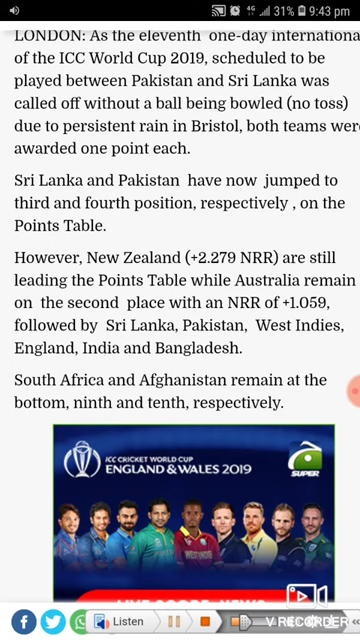 31% 9:43 pm
LONDON: As the eleventh one-day internationa
of the ICC World Cup 2019, scheduled to be
played between Pakistan and Sri Lanka was
called off without a ball being bowled (no toss)
due to persistent rain in Bristol, both teams were
awarded one point each.
Sri Lanka and Pakistan have now jumped to
third and fourth position, respectively , on the
Points Table.
However, New Zealand (+2.279 NRR) are still
leading the Points Table while Australia remain
on the second place with an NRR of +1.059,
followed by Sri Lanka, Pakistan, West Indies,
England, India and Bangladesh.
South Africa and Afghanistan remain at the
bottom, ninth and tenth, respectively.
ICC CRICKET WORLD CUP
ENGLAND & WALES 2019
SUPER
Listen
V RECORDER